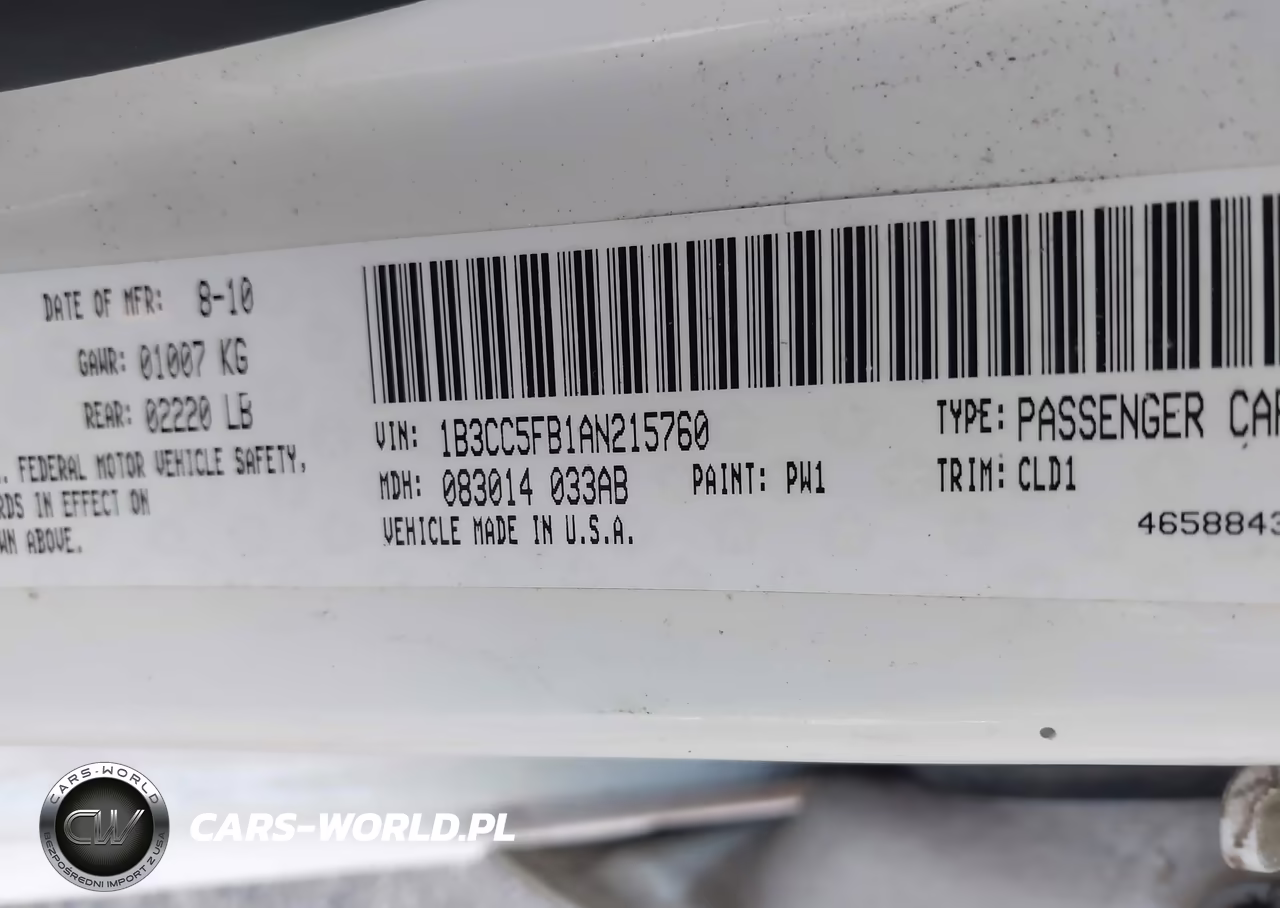 DATE OF MFR: 8-10
GAWR: 01007 KG
REAR: 02220 LB
. FEDERAL MOTOR VEHICLE SAFETY,
RDS IN EFFECT ON
WN ABOVE.
VIN: 1B3CC5FB1AN215760
MDH: 083014 033AB PAINT: PW1
VEHICLE MADE IN U.S.A.
TYPE: PASSENGER CAR
TRIM: CLD1
4658843
CARS-WORLD
CW
BEZPOŚREDNI IMPORT Z USA
CARS-WORLD.PL